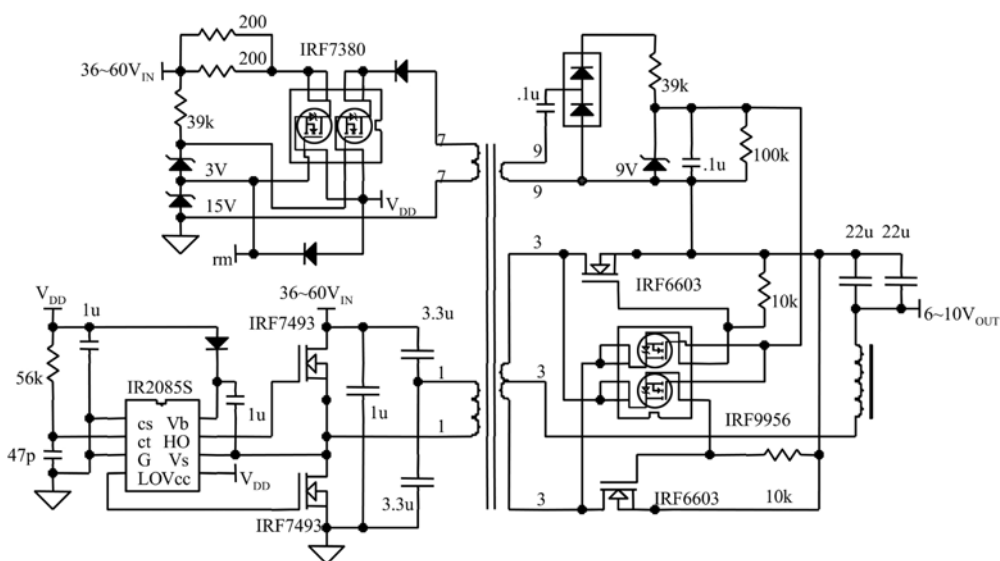 200
200
IRF7380
36~60V_IN
39k
3V
15V
V_DD
rm
7
7
9
9
.1u
39k
9V
.1u
100k
3
3
3
IRF6603
10k
22u 22u
6~10V_OUT
IRF9956
IRF6603
10k
V_DD
1u
56k
47p
IR2085S
cs Vb
ct HO
G Vs
LOVcc
1u
V_DD
36~60V_IN
IRF7493
IRF7493
1u
3.3u
3.3u
1
1